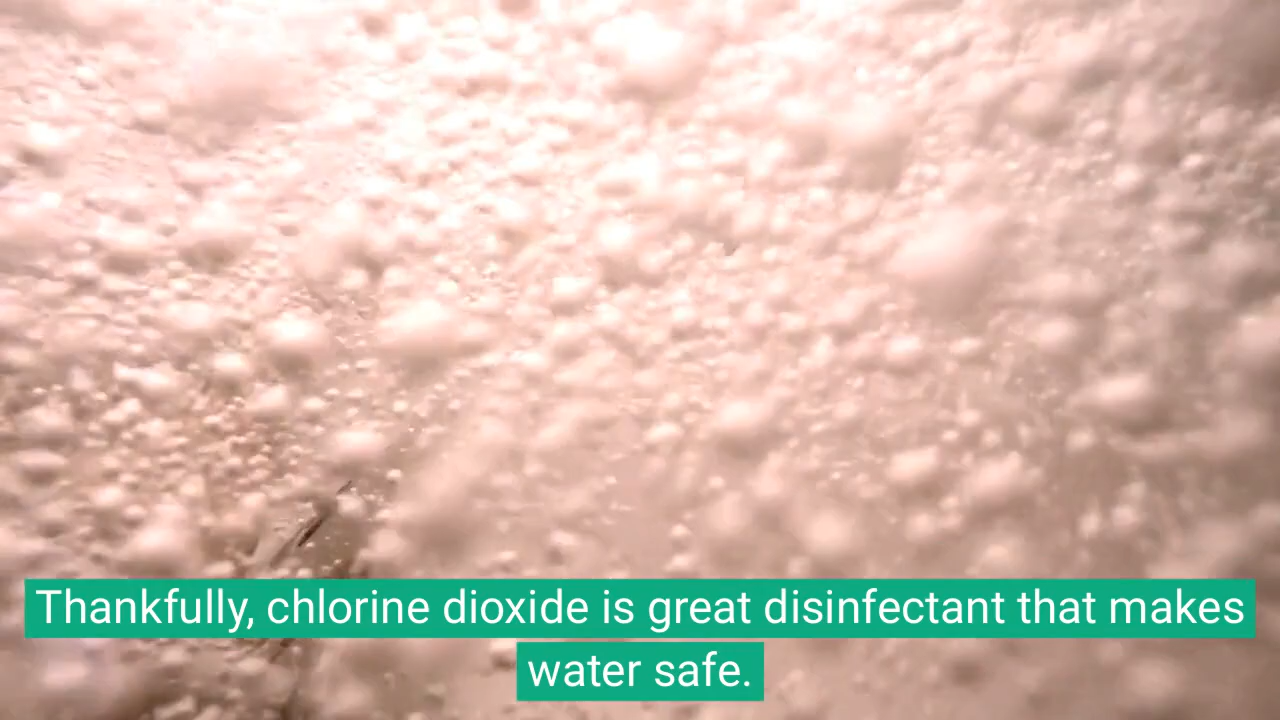 Thankfully, chlorine dioxide is great disinfectant that makes
water safe.